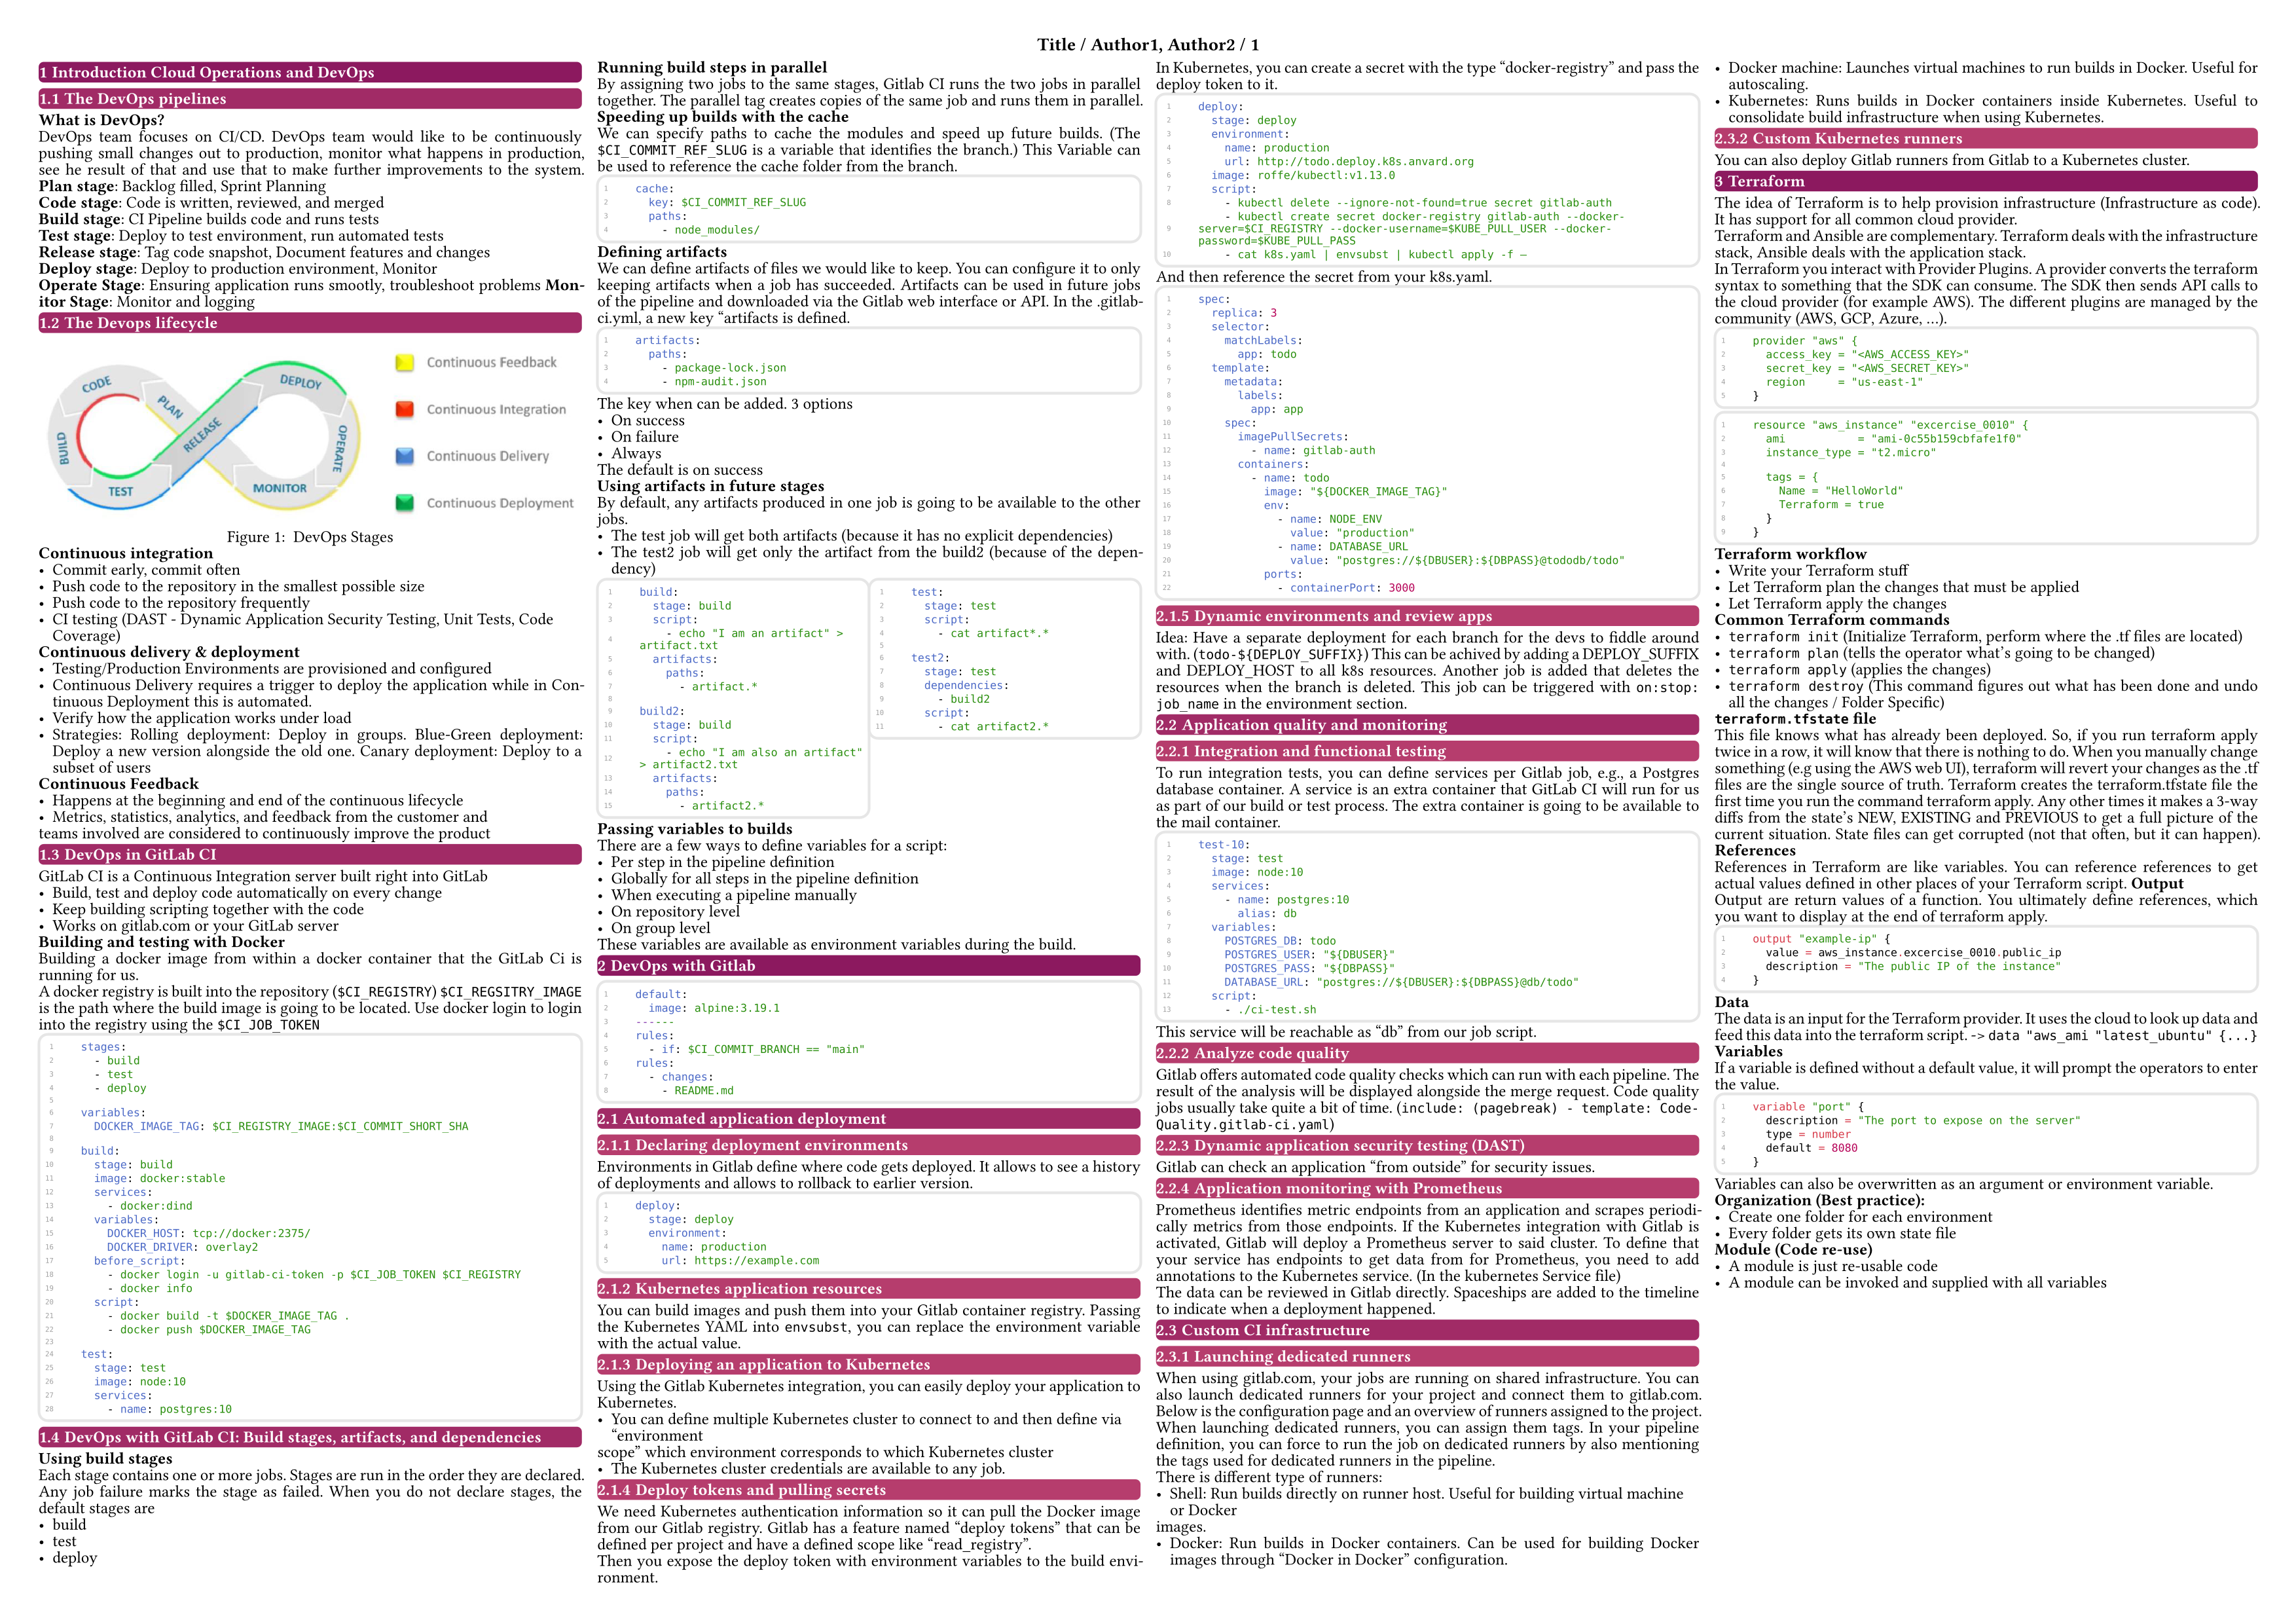 Title / Author1, Author2 / 1
1 Introduction Cloud Operations and DevOps
1.1 The DevOps pipelines
What is DevOps?
DevOps team focuses on CI/CD. DevOps team would like to be continuously
pushing small changes out to production, monitor what happens in production,
see he result of that and use that to make further improvements to the system.
Plan stage: Backlog filled, Sprint Planning
Code stage: Code is written, reviewed, and merged
Build stage: CI Pipeline builds code and runs tests
Test stage: Deploy to test environment, run automated tests
Release stage: Tag code snapshot, Document features and changes
Deploy stage: Deploy to production environment, Monitor
Operate Stage: Ensuring application runs smootly, troubleshoot problems Mon-
itor Stage: Monitor and logging
1.2 The Devops lifecycle
CODE
PLAN
BUILD
TEST
RELEASE
DEPLOY
OPERATE
MONITOR
Continuous Feedback
Continuous Integration
Continuous Delivery
Continuous Deployment
Figure 1: DevOps Stages
Continuous integration
• Commit early, commit often
• Push code to the repository in the smallest possible size
• Push code to the repository frequently
• CI testing (DAST - Dynamic Application Security Testing, Unit Tests, Code
Coverage)
Continuous delivery & deployment
• Testing/Production Environments are provisioned and configured
• Continuous Delivery requires a trigger to deploy the application while in Con-
tinuous Deployment this is automated.
• Verify how the application works under load
• Strategies: Rolling deployment: Deploy in groups. Blue-Green deployment:
Deploy a new version alongside the old one. Canary deployment: Deploy to a
subset of users
Continuous Feedback
• Happens at the beginning and end of the continuous lifecycle
• Metrics, statistics, analytics, and feedback from the customer and
teams involved are considered to continuously improve the product
1.3 DevOps in GitLab CI
GitLab CI is a Continuous Integration server built right into GitLab
• Build, test and deploy code automatically on every change
• Keep building scripting together with the code
• Works on gitlab.com or your GitLab server
Building and testing with Docker
Building a docker image from within a docker container that the GitLab Ci is
running for us.
A docker registry is built into the repository ($CI_REGISTRY) $CI_REGSITRY_IMAGE
is the path where the build image is going to be located. Use docker login to login
into the registry using the $CI_JOB_TOKEN
1 stages:
2 - build
3 - test
4 - deploy
5
6 variables:
7 DOCKER_IMAGE_TAG: $CI_REGISTRY_IMAGE:$CI_COMMIT_SHORT_SHA
8
9 build:
10 stage: build
11 image: docker:stable
12 services:
13 - docker:dind
14 variables:
15 DOCKER_HOST: tcp://docker:2375/
16 DOCKER_DRIVER: overlay2
17 before_script:
18 - docker login -u gitlab-ci-token -p $CI_JOB_TOKEN $CI_REGISTRY
19 - docker info
20 script:
21 - docker build -t $DOCKER_IMAGE_TAG .
22 - docker push $DOCKER_IMAGE_TAG
23
24 test:
25 stage: test
26 image: node:10
27 services:
28 - name: postgres:10
1.4 DevOps with GitLab CI: Build stages, artifacts, and dependencies
Using build stages
Each stage contains one or more jobs. Stages are run in the order they are declared.
Any job failure marks the stage as failed. When you do not declare stages, the
default stages are
• build
• test
• deploy
Running build steps in parallel
By assigning two jobs to the same stages, Gitlab CI runs the two jobs in parallel
together. The parallel tag creates copies of the same job and runs them in parallel.
Speeding up builds with the cache
We can specify paths to cache the modules and speed up future builds. (The
$CI_COMMIT_REF_SLUG is a variable that identifies the branch.) This Variable can
be used to reference the cache folder from the branch.
1 cache:
2 key: $CI_COMMIT_REF_SLUG
3 paths:
4 - node_modules/
Defining artifacts
We can define artifacts of files we would like to keep. You can configure it to only
keeping artifacts when a job has succeeded. Artifacts can be used in future jobs
of the pipeline and downloaded via the Gitlab web interface or API. In the .gitlab-
ci.yml, a new key “artifacts is defined.
1 artifacts:
2 paths:
3 - package-lock.json
4 - npm-audit.json
The key when can be added. 3 options
• On success
• On failure
• Always
The default is on success
Using artifacts in future stages
By default, any artifacts produced in one job is going to be available to the other
jobs.
• The test job will get both artifacts (because it has no explicit dependencies)
• The test2 job will get only the artifact from the build2 (because of the depen-
dency)
1 build:
2 stage: build
3 script:
4 - echo "I am an artifact" >
artifact.txt
5 artifacts:
6 paths:
7 - artifact.*
8
9 build2:
10 stage: build
11 script:
12 - echo "I am also an artifact"
> artifact2.txt
13 artifacts:
14 paths:
15 - artifact2.*
1 test:
2 stage: test
3 script:
4 - cat artifact*.*
5
6 test2:
7 stage: test
8 dependencies:
9 - build2
10 script:
11 - cat artifact2.*
Passing variables to builds
There are a few ways to define variables for a script:
• Per step in the pipeline definition
• Globally for all steps in the pipeline definition
• When executing a pipeline manually
• On repository level
• On group level
These variables are available as environment variables during the build.
2 DevOps with Gitlab
1 default:
2 image: alpine:3.19.1
3 ------
4 rules:
5 - if: $CI_COMMIT_BRANCH == "main"
6 rules:
7 - changes:
8 - README.md
2.1 Automated application deployment
2.1.1 Declaring deployment environments
Environments in Gitlab define where code gets deployed. It allows to see a history
of deployments and allows to rollback to earlier version.
1 deploy:
2 stage: deploy
3 environment:
4 name: production
5 url: https://example.com
2.1.2 Kubernetes application resources
You can build images and push them into your Gitlab container registry. Passing
the Kubernetes YAML into envsubst, you can replace the environment variable
with the actual value.
2.1.3 Deploying an application to Kubernetes
Using the Gitlab Kubernetes integration, you can easily deploy your application to
Kubernetes.
• You can define multiple Kubernetes cluster to connect to and then define via
“environment
scope” which environment corresponds to which Kubernetes cluster
• The Kubernetes cluster credentials are available to any job.
2.1.4 Deploy tokens and pulling secrets
We need Kubernetes authentication information so it can pull the Docker image
from our Gitlab registry. Gitlab has a feature named “deploy tokens” that can be
defined per project and have a defined scope like “read_registry”.
Then you expose the deploy token with environment variables to the build envi-
ronment.
In Kubernetes, you can create a secret with the type “docker-registry” and pass the
deploy token to it.
1 deploy:
2 stage: deploy
3 environment:
4 name: production
5 url: http://todo.deploy.k8s.anvard.org
6 image: roffe/kubectl:v1.13.0
7 script:
8 - kubectl delete --ignore-not-found=true secret gitlab-auth
- kubectl create secret docker-registry gitlab-auth --docker-
9 server=$CI_REGISTRY --docker-username=$KUBE_PULL_USER --docker-
password=$KUBE_PULL_PASS
10 - cat k8s.yaml | envsubst | kubectl apply -f –
And then reference the secret from your k8s.yaml.
1 spec:
2 replica: 3
3 selector:
4 matchLabels:
5 app: todo
6 template:
7 metadata:
8 labels:
9 app: app
10 spec:
11 imagePullSecrets:
12 - name: gitlab-auth
13 containers:
14 - name: todo
15 image: "${DOCKER_IMAGE_TAG}"
16 env:
17 - name: NODE_ENV
18 value: "production"
19 - name: DATABASE_URL
20 value: "postgres://${DBUSER}:${DBPASS}@tododb/todo"
21 ports:
22 - containerPort: 3000
2.1.5 Dynamic environments and review apps
Idea: Have a separate deployment for each branch for the devs to fiddle around
with. (todo-${DEPLOY_SUFFIX}) This can be achived by adding a DEPLOY_SUFFIX
and DEPLOY_HOST to all k8s resources. Another job is added that deletes the
resources when the branch is deleted. This job can be triggered with on:stop:
job_name in the environment section.
2.2 Application quality and monitoring
2.2.1 Integration and functional testing
To run integration tests, you can define services per Gitlab job, e.g., a Postgres
database container. A service is an extra container that GitLab CI will run for us
as part of our build or test process. The extra container is going to be available to
the mail container.
1 test-10:
2 stage: test
3 image: node:10
4 services:
5 - name: postgres:10
6 alias: db
7 variables:
8 POSTGRES_DB: todo
9 POSTGRES_USER: "${DBUSER}"
10 POSTGRES_PASS: "${DBPASS}"
11 DATABASE_URL: "postgres://${DBUSER}:${DBPASS}@db/todo"
12 script:
13 - ./ci-test.sh
This service will be reachable as “db” from our job script.
2.2.2 Analyze code quality
Gitlab offers automated code quality checks which can run with each pipeline. The
result of the analysis will be displayed alongside the merge request. Code quality
jobs usually take quite a bit of time. (include: (pagebreak) - template: Code-
Quality.gitlab-ci.yaml)
2.2.3 Dynamic application security testing (DAST)
Gitlab can check an application “from outside” for security issues.
2.2.4 Application monitoring with Prometheus
Prometheus identifies metric endpoints from an application and scrapes periodi-
cally metrics from those endpoints. If the Kubernetes integration with Gitlab is
activated, Gitlab will deploy a Prometheus server to said cluster. To define that
your service has endpoints to get data from for Prometheus, you need to add
annotations to the Kubernetes service. (In the kubernetes Service file)
The data can be reviewed in Gitlab directly. Spaceships are added to the timeline
to indicate when a deployment happened.
2.3 Custom CI infrastructure
2.3.1 Launching dedicated runners
When using gitlab.com, your jobs are running on shared infrastructure. You can
also launch dedicated runners for your project and connect them to gitlab.com.
Below is the configuration page and an overview of runners assigned to the project.
When launching dedicated runners, you can assign them tags. In your pipeline
definition, you can force to run the job on dedicated runners by also mentioning
the tags used for dedicated runners in the pipeline.
There is different type of runners:
• Shell: Run builds directly on runner host. Useful for building virtual machine
or Docker
images.
• Docker: Run builds in Docker containers. Can be used for building Docker
images through “Docker in Docker” configuration.
• Docker machine: Launches virtual machines to run builds in Docker. Useful for
autoscaling.
• Kubernetes: Runs builds in Docker containers inside Kubernetes. Useful to
consolidate build infrastructure when using Kubernetes.
2.3.2 Custom Kubernetes runners
You can also deploy Gitlab runners from Gitlab to a Kubernetes cluster.
3 Terraform
The idea of Terraform is to help provision infrastructure (Infrastructure as code).
It has support for all common cloud provider.
Terraform and Ansible are complementary. Terraform deals with the infrastructure
stack, Ansible deals with the application stack.
In Terraform you interact with Provider Plugins. A provider converts the terraform
syntax to something that the SDK can consume. The SDK then sends API calls to
the cloud provider (for example AWS). The different plugins are managed by the
community (AWS, GCP, Azure, …).
1 provider "aws" {
2 access_key = "<AWS_ACCESS_KEY>"
3 secret_key = "<AWS_SECRET_KEY>"
4 region = "us-east-1"
5 }
1 resource "aws_instance" "excercise_0010" {
2 ami = "ami-0c55b159cbfafe1f0"
3 instance_type = "t2.micro"
4
5 tags = {
6 Name = "HelloWorld"
7 Terraform = true
8 }
9 }
Terraform workflow
• Write your Terraform stuff
• Let Terraform plan the changes that must be applied
• Let Terraform apply the changes
Common Terraform commands
• terraform init (Initialize Terraform, perform where the .tf files are located)
• terraform plan (tells the operator what’s going to be changed)
• terraform apply (applies the changes)
• terraform destroy (This command figures out what has been done and undo
all the changes / Folder Specific)
terraform.tfstate file
This file knows what has already been deployed. So, if you run terraform apply
twice in a row, it will know that there is nothing to do. When you manually change
something (e.g using the AWS web UI), terraform will revert your changes as the .tf
files are the single source of truth. Terraform creates the terraform.tfstate file the
first time you run the command terraform apply. Any other times it makes a 3-way
diffs from the state’s NEW, EXISTING and PREVIOUS to get a full picture of the
current situation. State files can get corrupted (not that often, but it can happen).
References
References in Terraform are like variables. You can reference references to get
actual values defined in other places of your Terraform script. Output
Output are return values of a function. You ultimately define references, which
you want to display at the end of terraform apply.
1 output "example-ip" {
2 value = aws_instance.excercise_0010.public_ip
3 description = "The public IP of the instance"
4 }
Data
The data is an input for the Terraform provider. It uses the cloud to look up data and
feed this data into the terraform script. -> data "aws_ami "latest_ubuntu" {...}
Variables
If a variable is defined without a default value, it will prompt the operators to enter
the value.
1 variable "port" {
2 description = "The port to expose on the server"
3 type = number
4 default = 8080
5 }
Variables can also be overwritten as an argument or environment variable.
Organization (Best practice):
• Create one folder for each environment
• Every folder gets its own state file
Module (Code re-use)
• A module is just re-usable code
• A module can be invoked and supplied with all variables